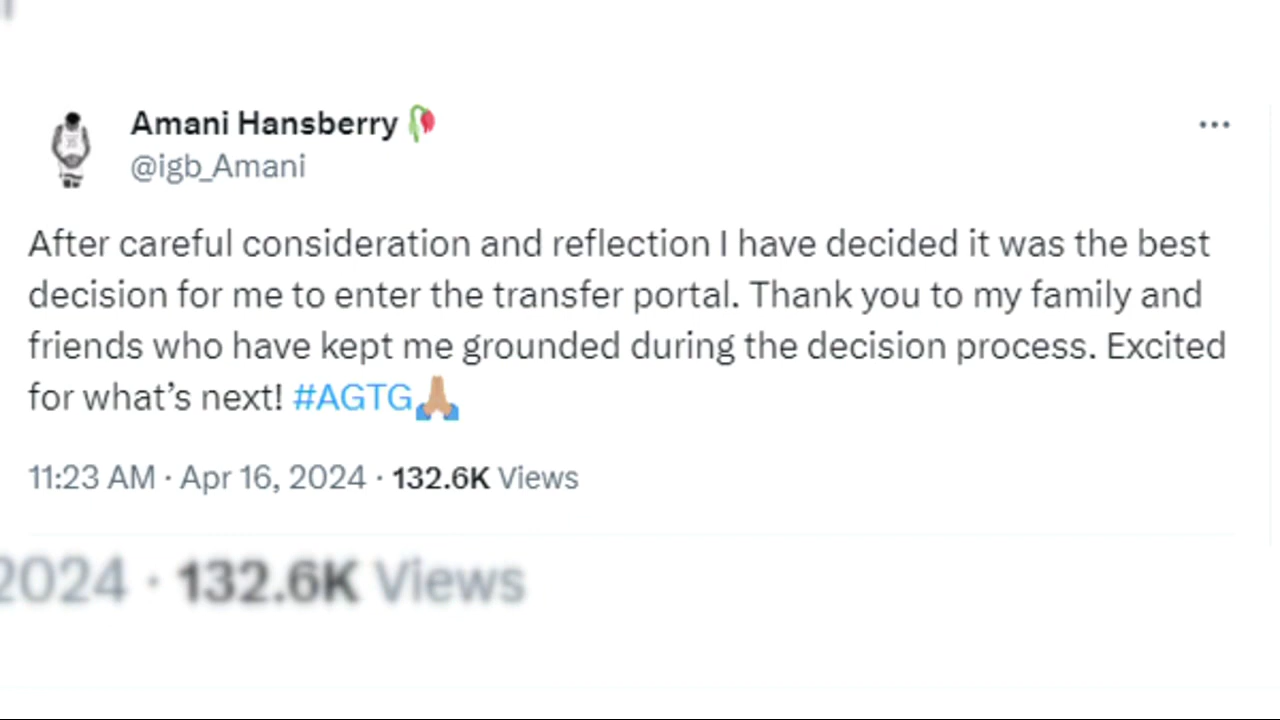 Amani Hansberry 🥀
@igb_Amani
After careful consideration and reflection I have decided it was the best
decision for me to enter the transfer portal. Thank you to my family and
friends who have kept me grounded during the decision process. Excited
for what’s next! #AGTG🙏🏼
11:23 AM · Apr 16, 2024 · 132.6K Views
2024 · 132.6K Views